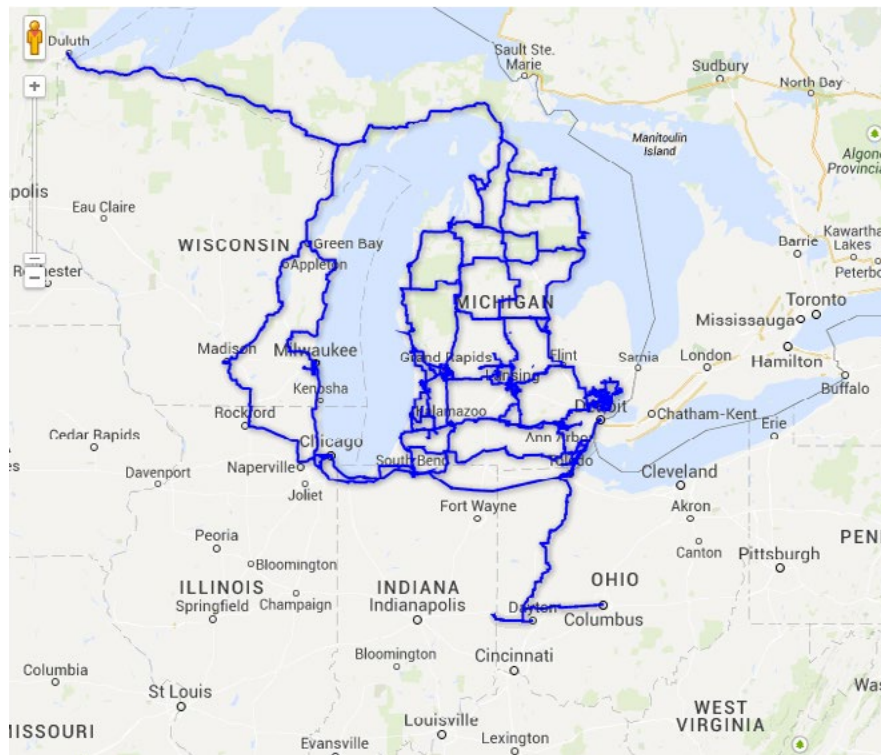 Duluth
Sault Ste.
Marie
Sudbury
North Bay
Manitoulin
Island
Algon
Provincia
polis
Eau Claire
WISCONSIN
Green Bay
Appleton
Barrie
Kawartha
Lakes
Peterbo
MICHIGAN
Toronto
Mississauga
Hamilton
Madison
Milwaukee
Grand Rapids
Flint
Sarnia
London
Lansing
Buffalo
Kenosha
Rockford
Kalamazoo
Detroit
Chatham-Kent
Erie
Cedar Rapids
Chicago
Ann Arbor
Naperville
South Bend
Toledo
Cleveland
Davenport
Joliet
Fort Wayne
Akron
Peoria
Canton
Pittsburgh
PEN
Bloomington
ILLINOIS
Springfield
Champaign
INDIANA
Indianapolis
OHIO
Dayton
Columbus
Cincinnati
Bloomington
Columbia
St Louis
Was
WEST
VIRGINIA
Louisville
ISSOURI
Evansville
Lexington